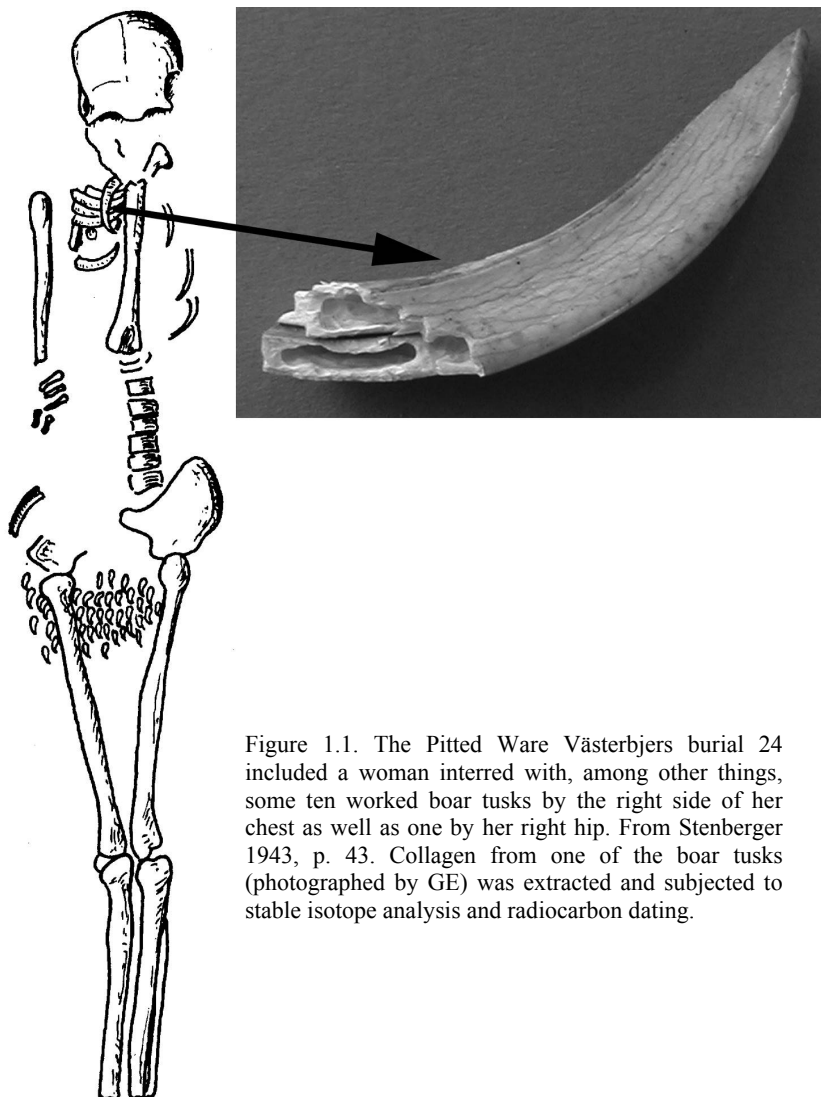 Figure 1.1. The Pitted Ware Västerbjers burial 24
included a woman interred with, among other things,
some ten worked boar tusks by the right side of her
chest as well as one by her right hip. From Stenberger
1943, p. 43. Collagen from one of the boar tusks
(photographed by GE) was extracted and subjected to
stable isotope analysis and radiocarbon dating.